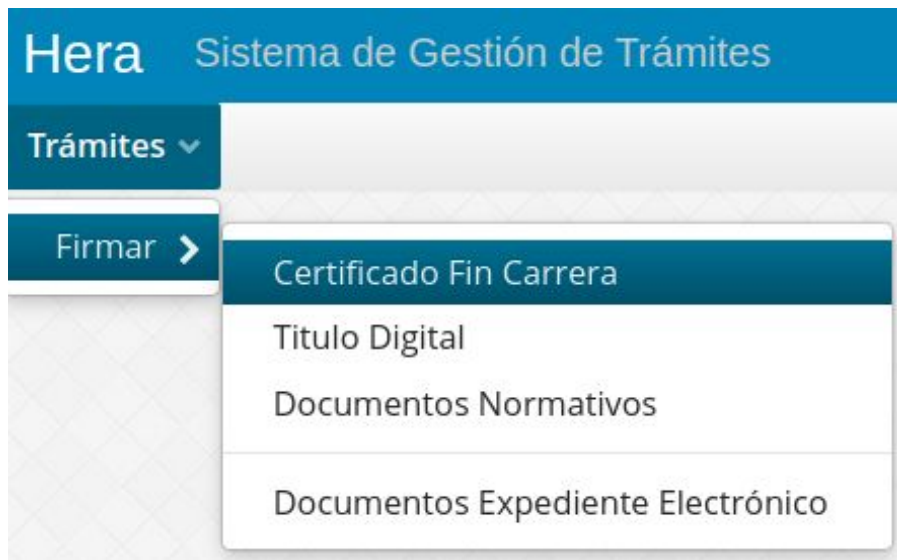 Hera Sistema de Gestión de Trámites
Trámites
Firmar
Certificado Fin Carrera
Titulo Digital
Documentos Normativos
Documentos Expediente Electrónico